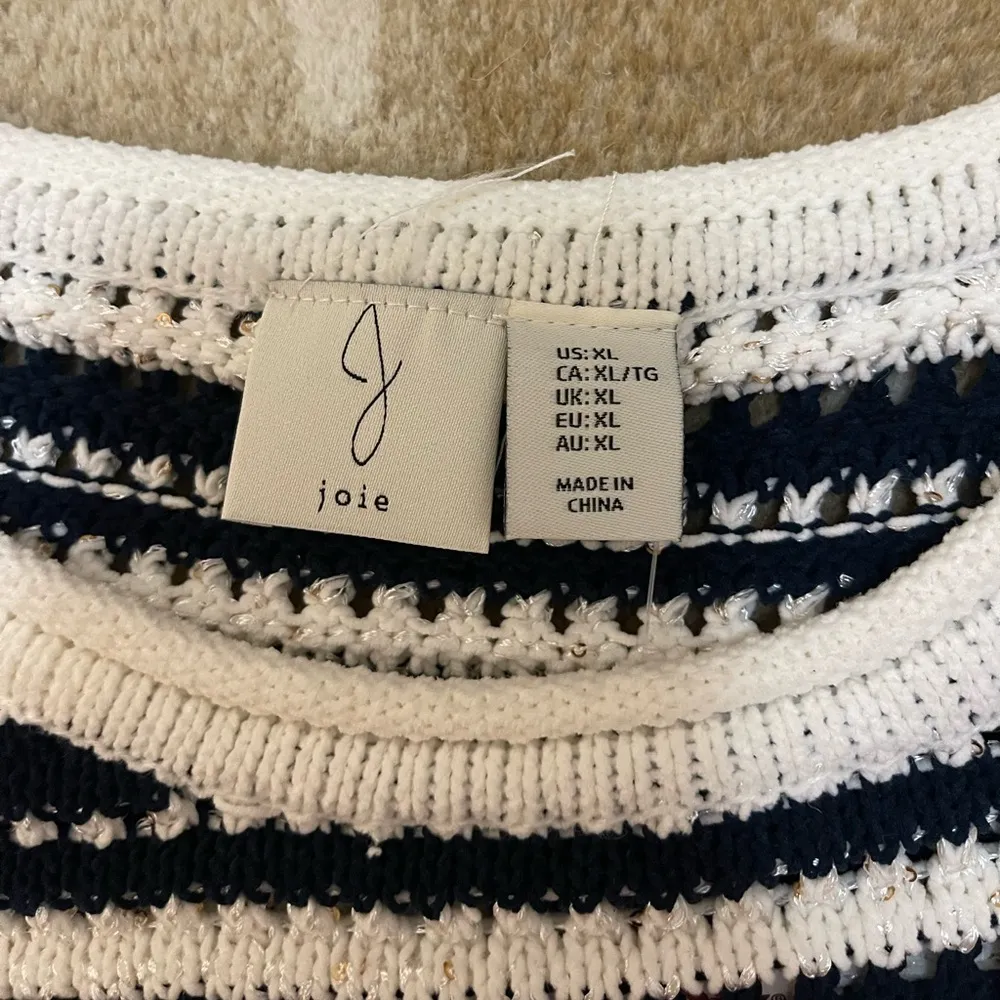 J
joie
US: XL
CA: XL/TG
UK: XL
EU: XL
AU: XL
MADE IN
CHINA